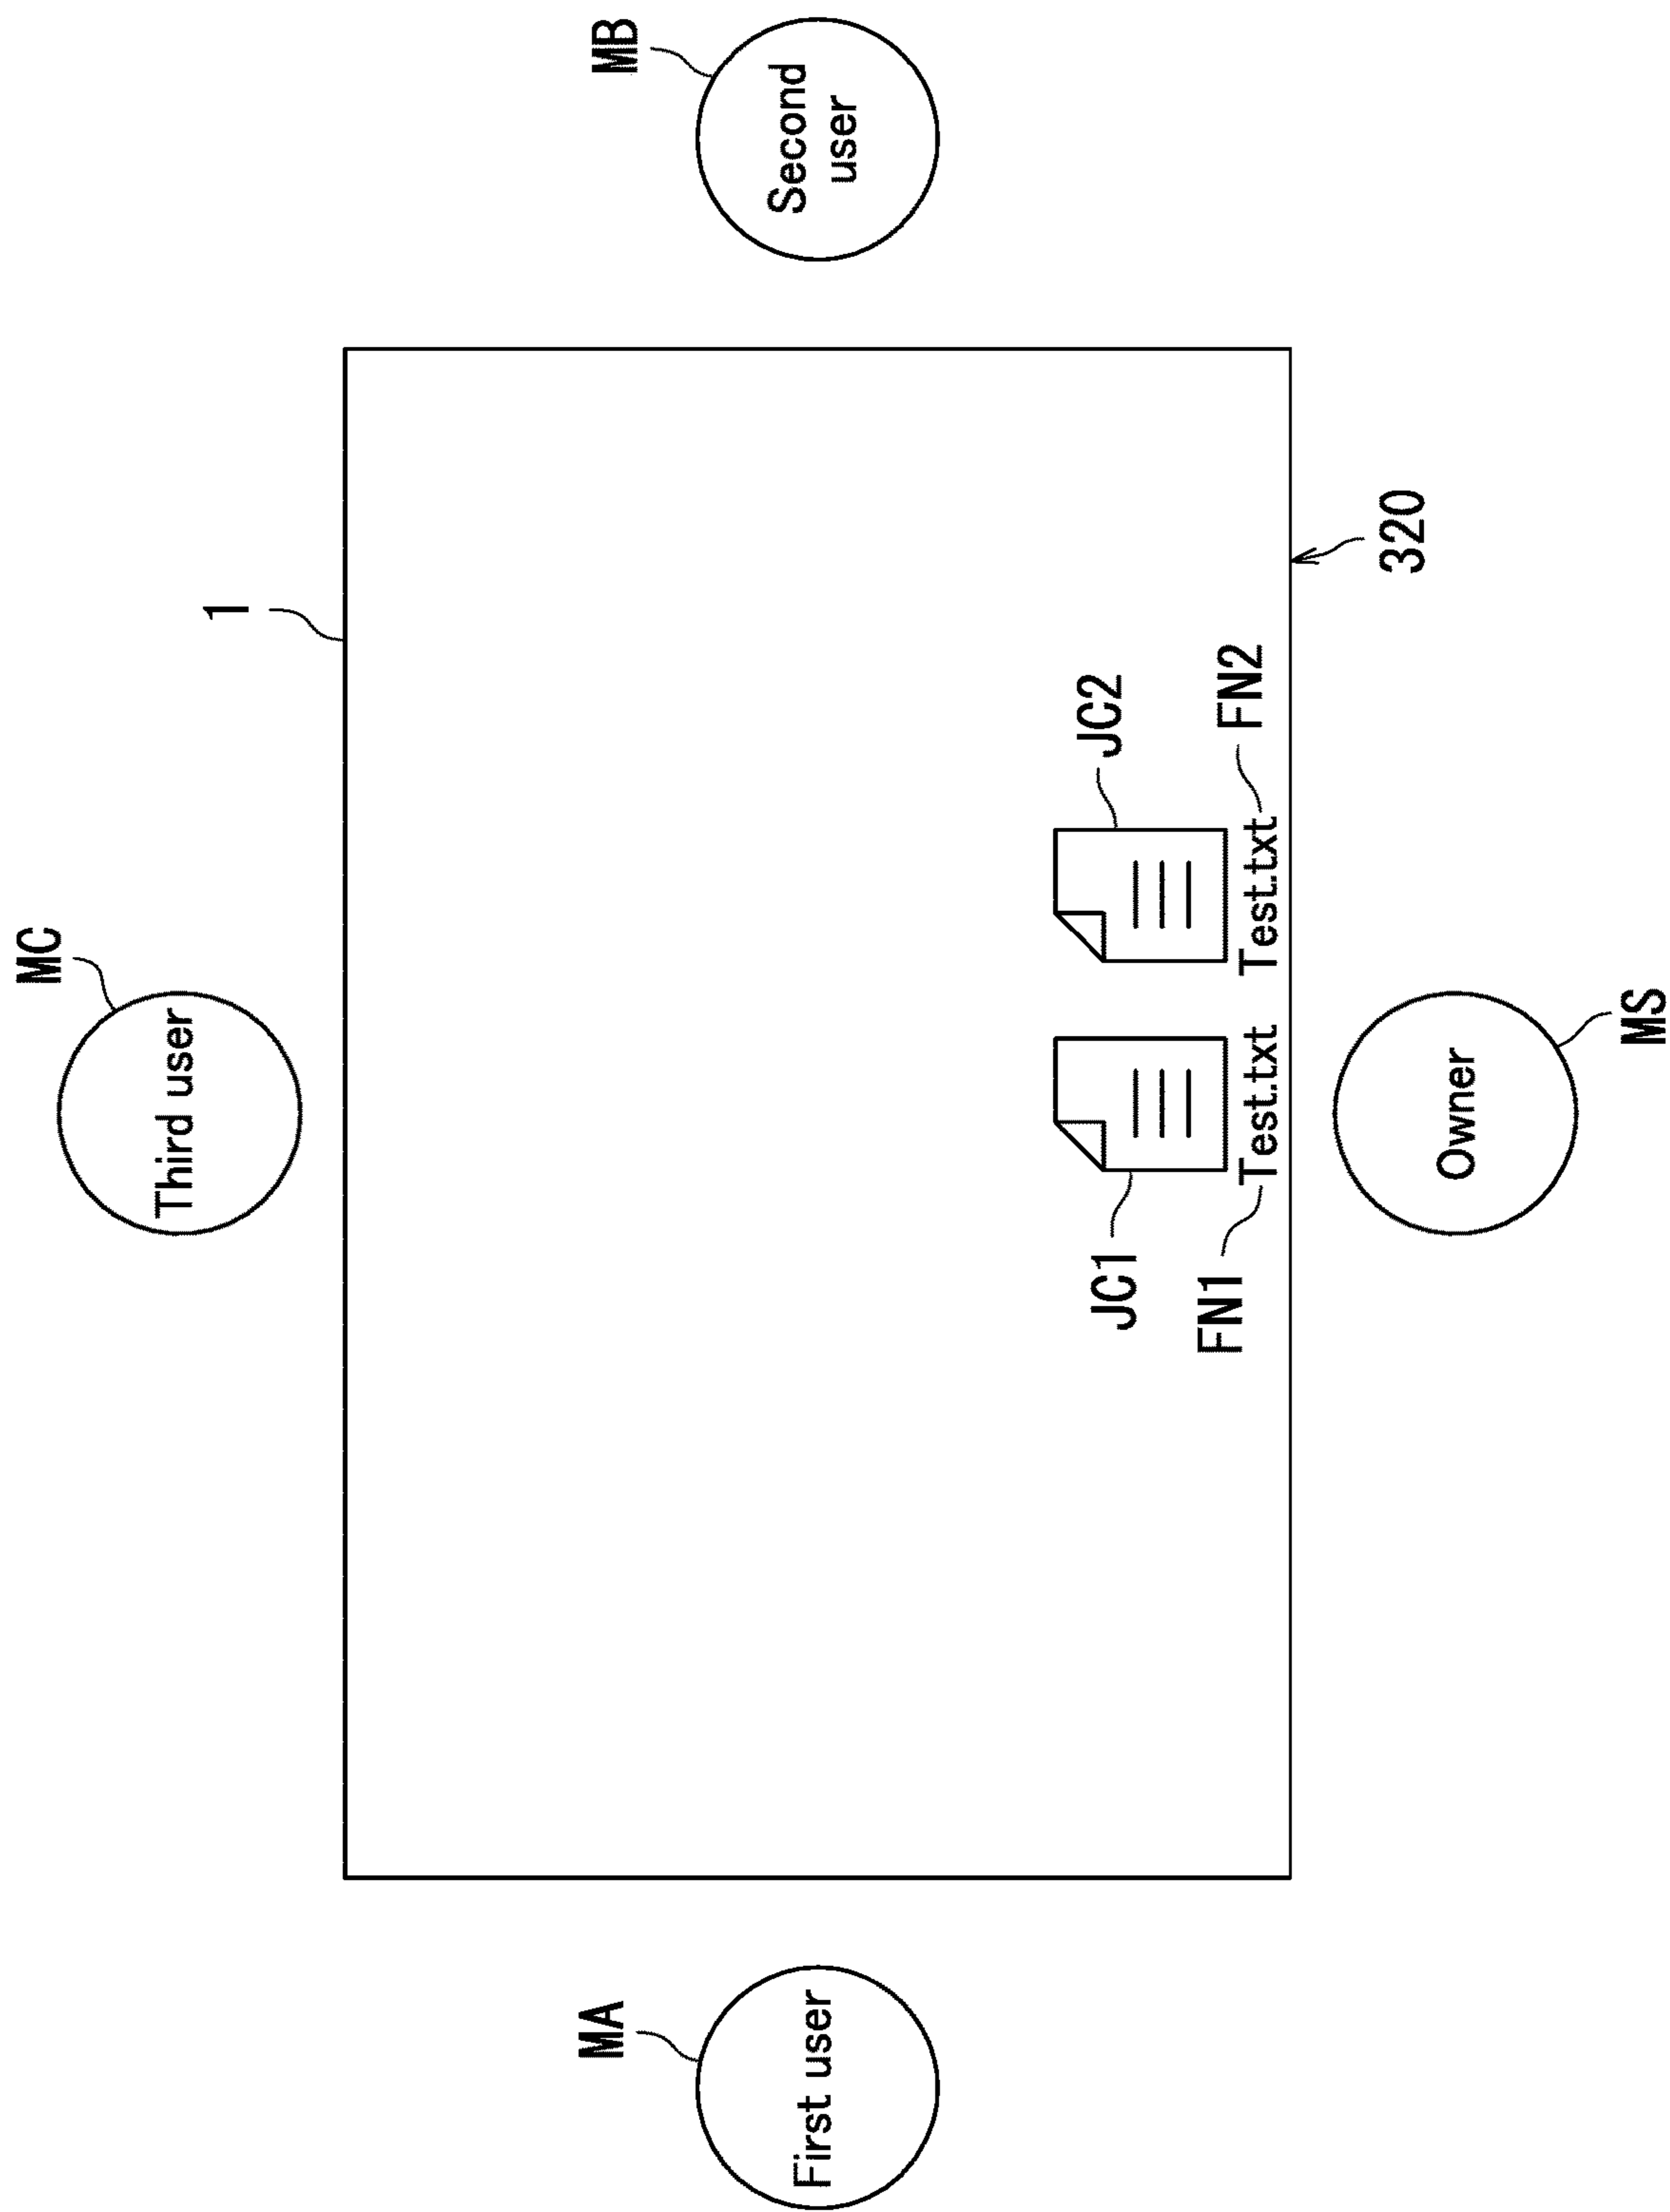 MC
Third user
1
MA
First user
MB
Second
user
JC1
JC2
FN1
Test.txt
Test.txt
FN2
320
Owner
MS